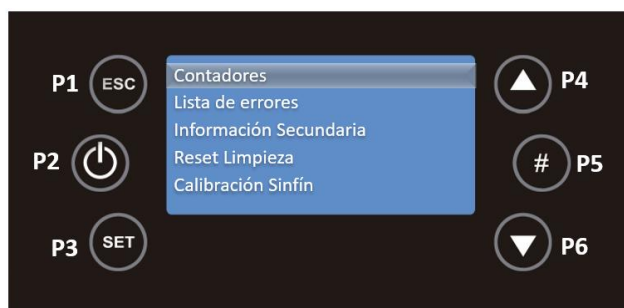 P1 ESC
P2
P3 SET
Contadores
Lista de errores
Información Secundaria
Reset Limpieza
Calibración Sinfín
P4
# P5
P6